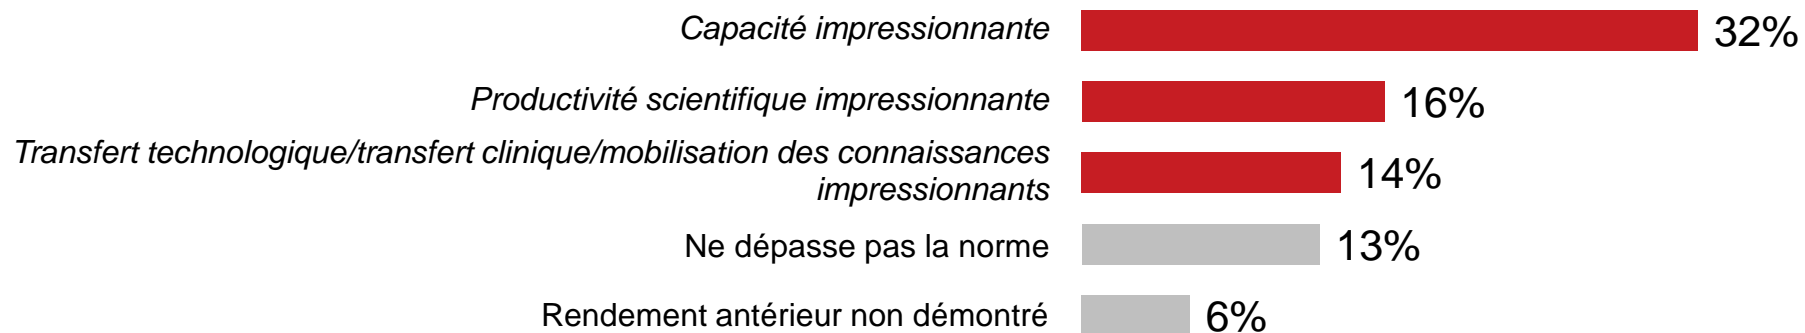 Capacité impressionnante 32%
Productivité scientifique impressionnante 16%
Transfert technologique/transfert clinique/mobilisation des connaissances
impressionnants 14%
Ne dépasse pas la norme 13%
Rendement antérieur non démontré 6%